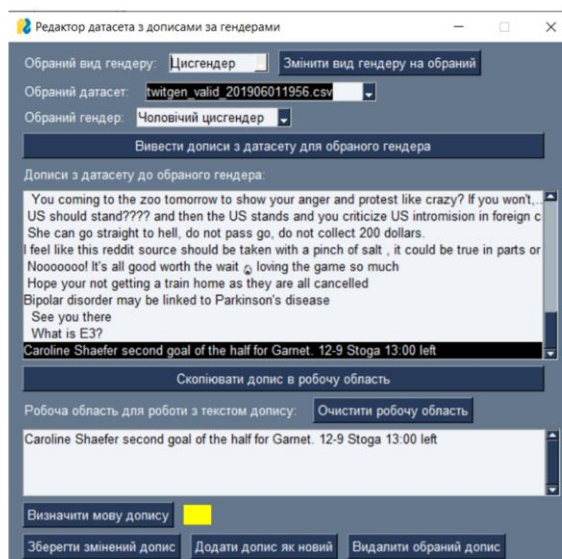 Редактор датасета з дописами за гендерами
Обраний вид гендеру: Цисгендер Змінити вид гендеру на обраний
Обраний датасет: twitgen_valid_201906011956.csv
Обраний гендер: Чоловічий цисгендер
Вивести дописи з датасету для обраного гендера
Дописи з датасету до обраного гендера:
You coming to the zoo tomorrow to show your anger and protest like crazy? If you won't,..
US should stand???? and then the US stands and you criticize US intromision in foreign c
She can go straight to hell, do not pass go, do not collect 200 dollars.
I feel like this reddit source should be taken with a pinch of salt , it could be true in parts or
Nooooooo! It's all good worth the wait loving the game so much
Hope your not getting a train home as they are all cancelled
Bipolar disorder may be linked to Parkinson's disease
See you there
What is E3?
Caroline Shaefer second goal of the half for Garnet. 12-9 Stoga 13:00 left
Скопіювати допис в робочу область
Робоча область для роботи з текстом допису: Очистити робочу область
Caroline Shaefer second goal of the half for Garnet. 12-9 Stoga 13:00 left
Визначити мову допису
Зберегти змінений допис Додати допис як новий Видалити обраний допис